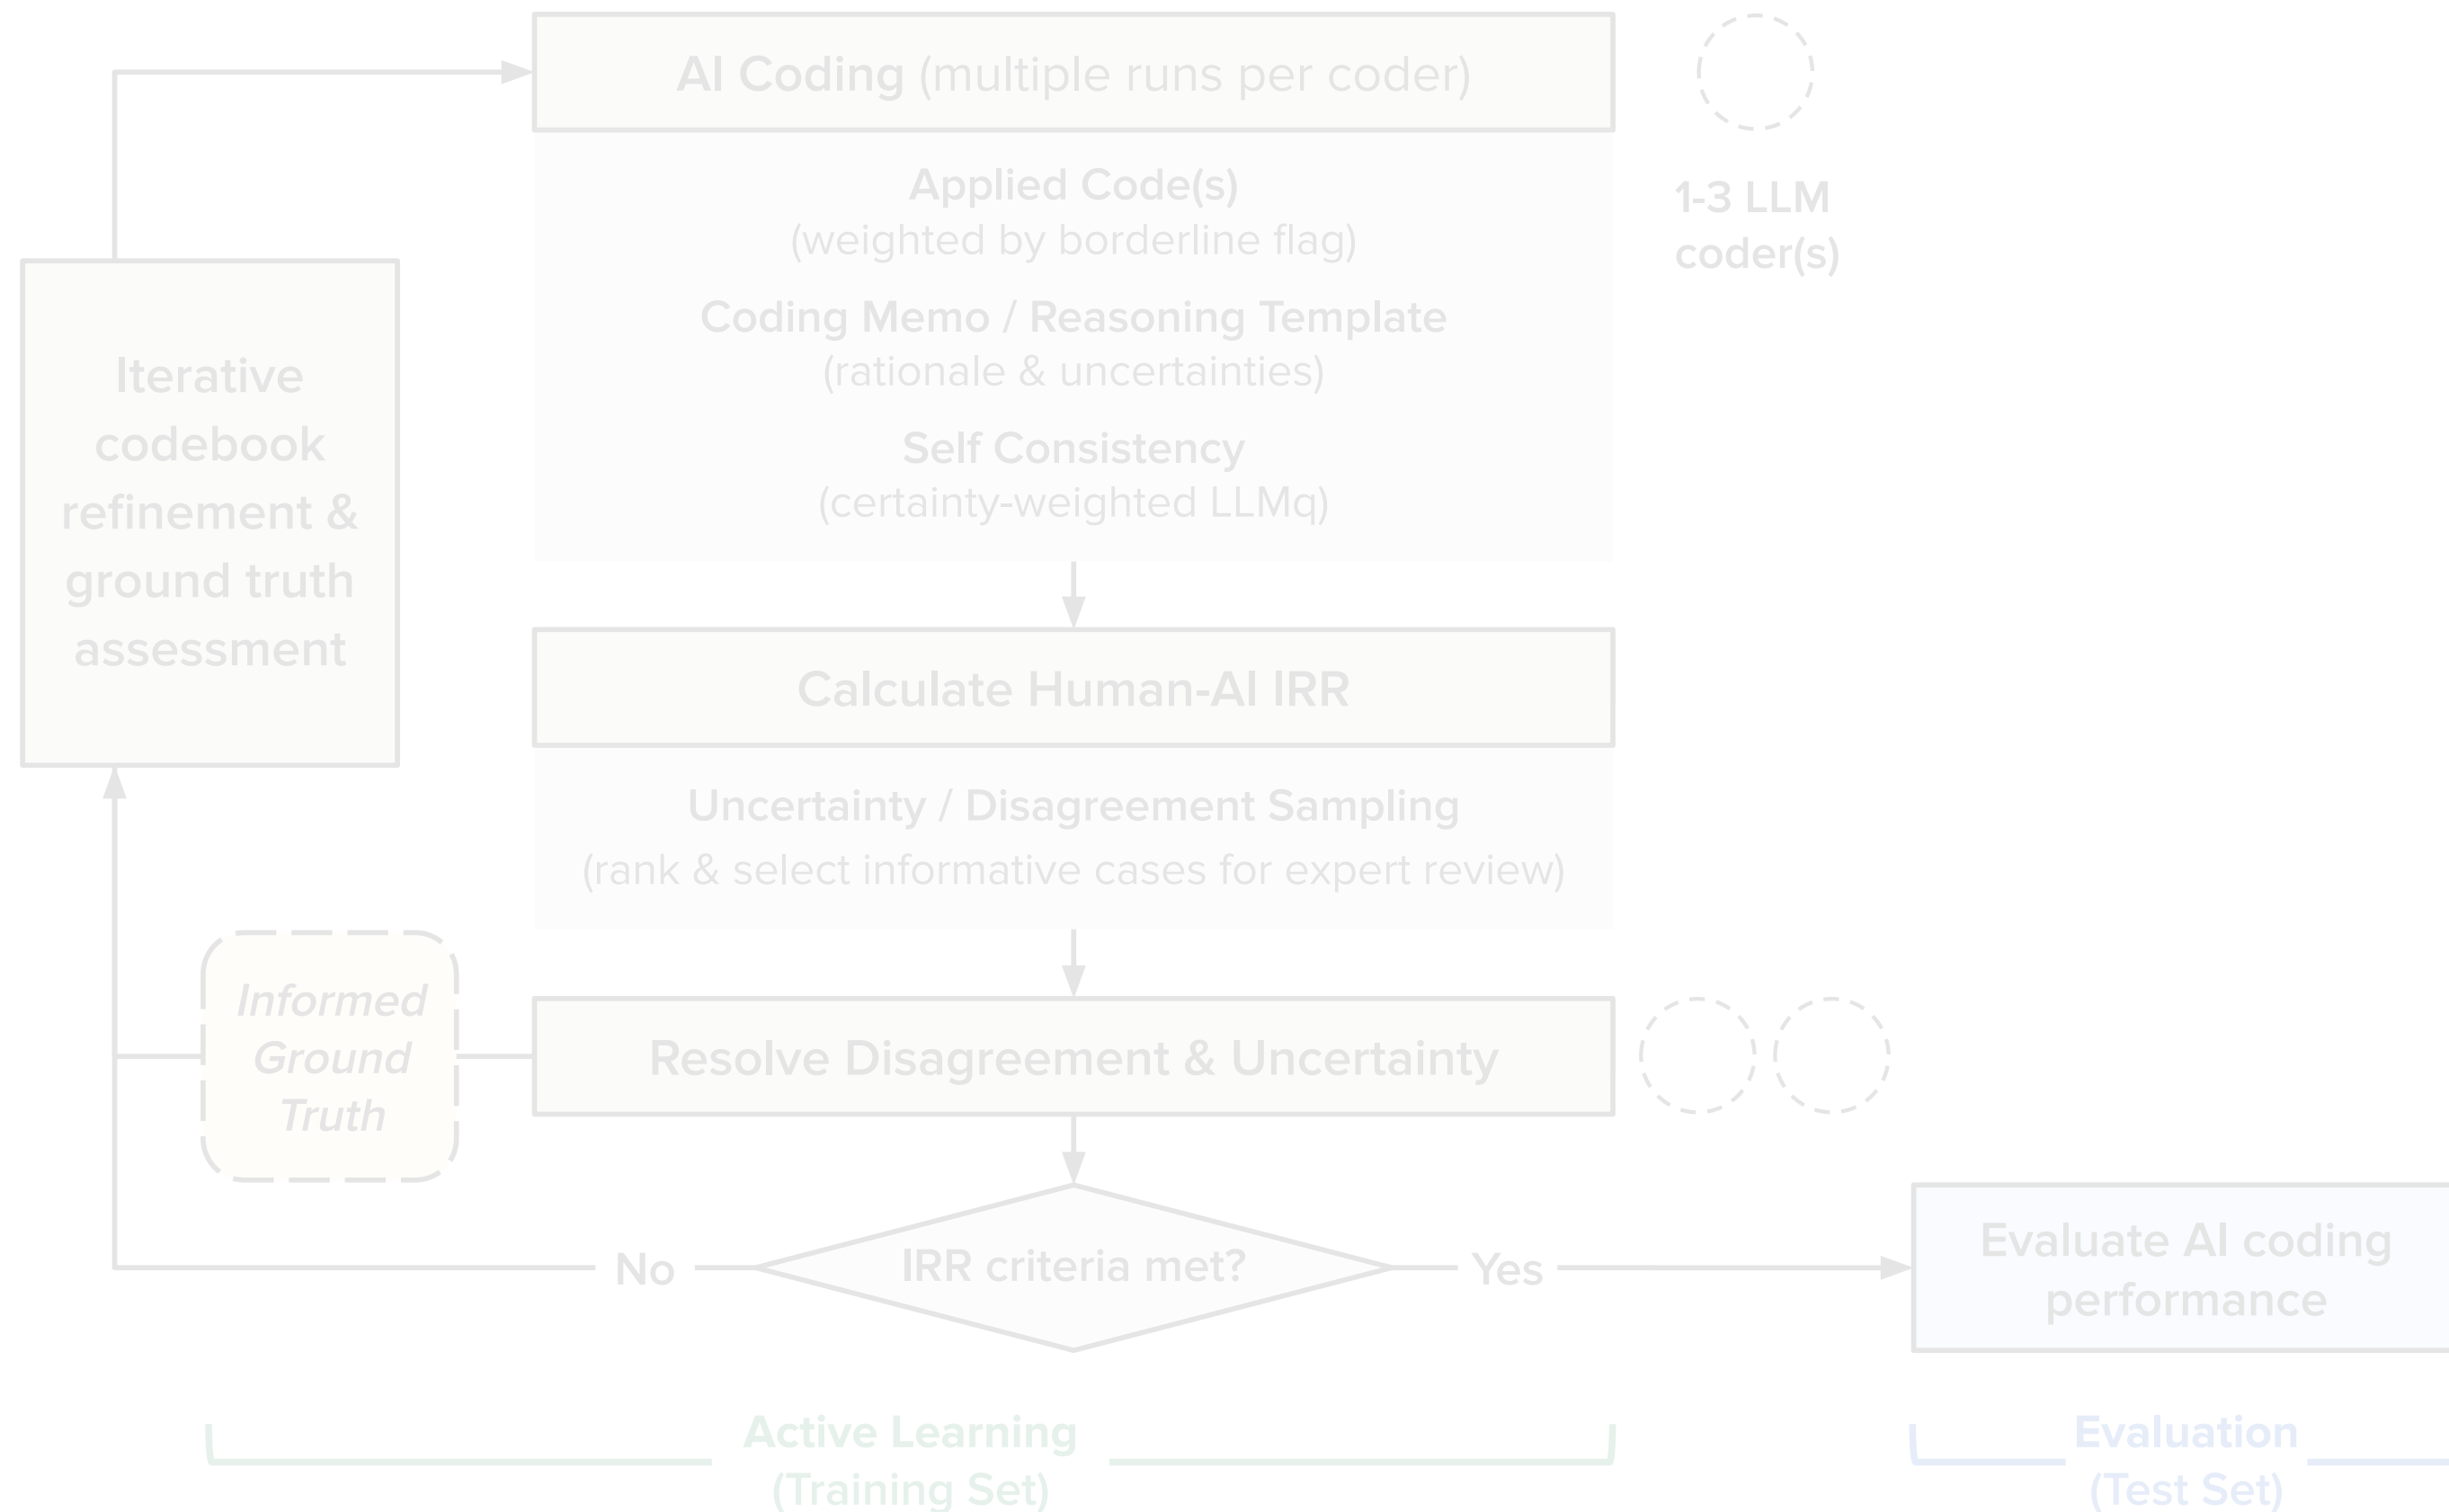 AI Coding (multiple runs per coder)
1-3 LLM
coder(s)
Applied Code(s)
(weighted by borderline flag)
Coding Memo / Reasoning Template
(rationale & uncertainties)
Self Consistency
(certainty-weighted LLMq)
Iterative
codebook
refinement &
ground truth
assessment
Calculate Human-AI IRR
Uncertainty / Disagreement Sampling
(rank & select informative cases for expert review)
Informed
Ground
Truth
Resolve Disagreement & Uncertainty
No
IRR criteria met?
Yes
Evaluate AI coding
performance
Active Learning
(Training Set)
Evaluation
(Test Set)